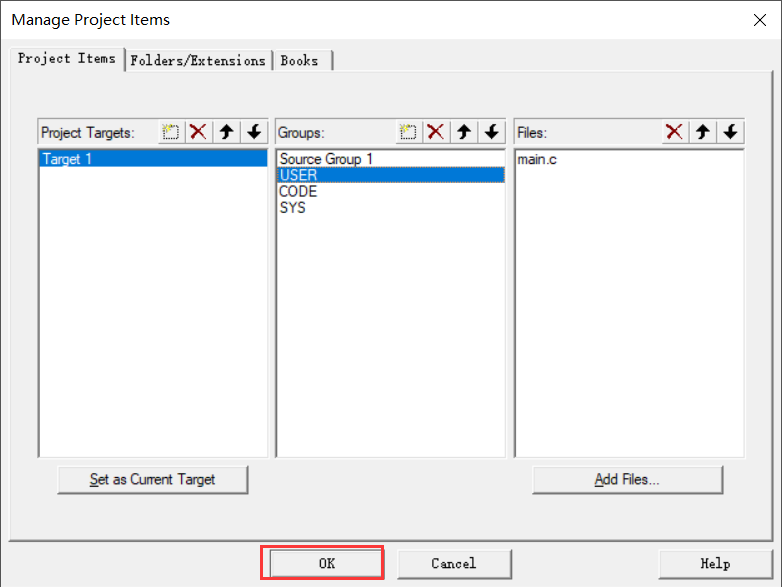 Manage Project Items
Project Items Folders/Extensions Books
Project Targets: Groups: Files:
Target 1 Source Group 1 main.c
USER
CODE
SYS
Set as Current Target Add Files...
OK Cancel Help